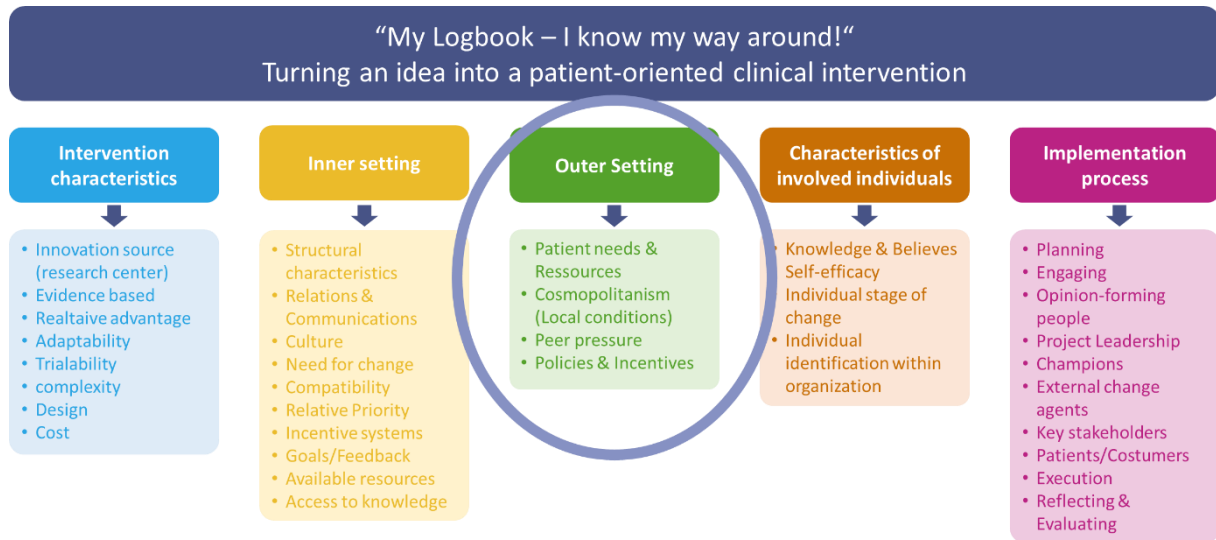 “My Logbook – I know my way around!“
Turning an idea into a patient-oriented clinical intervention
Intervention
characteristics
• Innovation source
(research center)
• Evidence based
• Realtaive advantage
• Adaptability
• Trialability
• complexity
• Design
• Cost
Inner setting
• Structural
characteristics
• Relations &
Communications
• Culture
• Need for change
• Compatibility
• Relative Priority
• Incentive systems
• Goals/Feedback
• Available resources
• Access to knowledge
Outer Setting
• Patient needs &
Ressources
• Cosmopolitanism
(Local conditions)
• Peer pressure
• Policies & Incentives
Characteristics of
involved individuals
• Knowledge & Believes
Self-efficacy
Individual stage of
change
• Individual
identification within
organization
Implementation
process
• Planning
• Engaging
• Opinion-forming
people
• Project Leadership
• Champions
• External change
agents
• Key stakeholders
• Patients/Costumers
• Execution
• Reflecting &
Evaluating